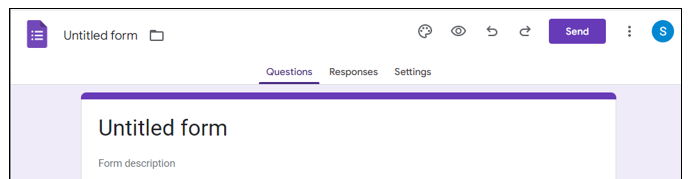 Untitled form
Send
S
Questions Responses Settings
Untitled form
Form description